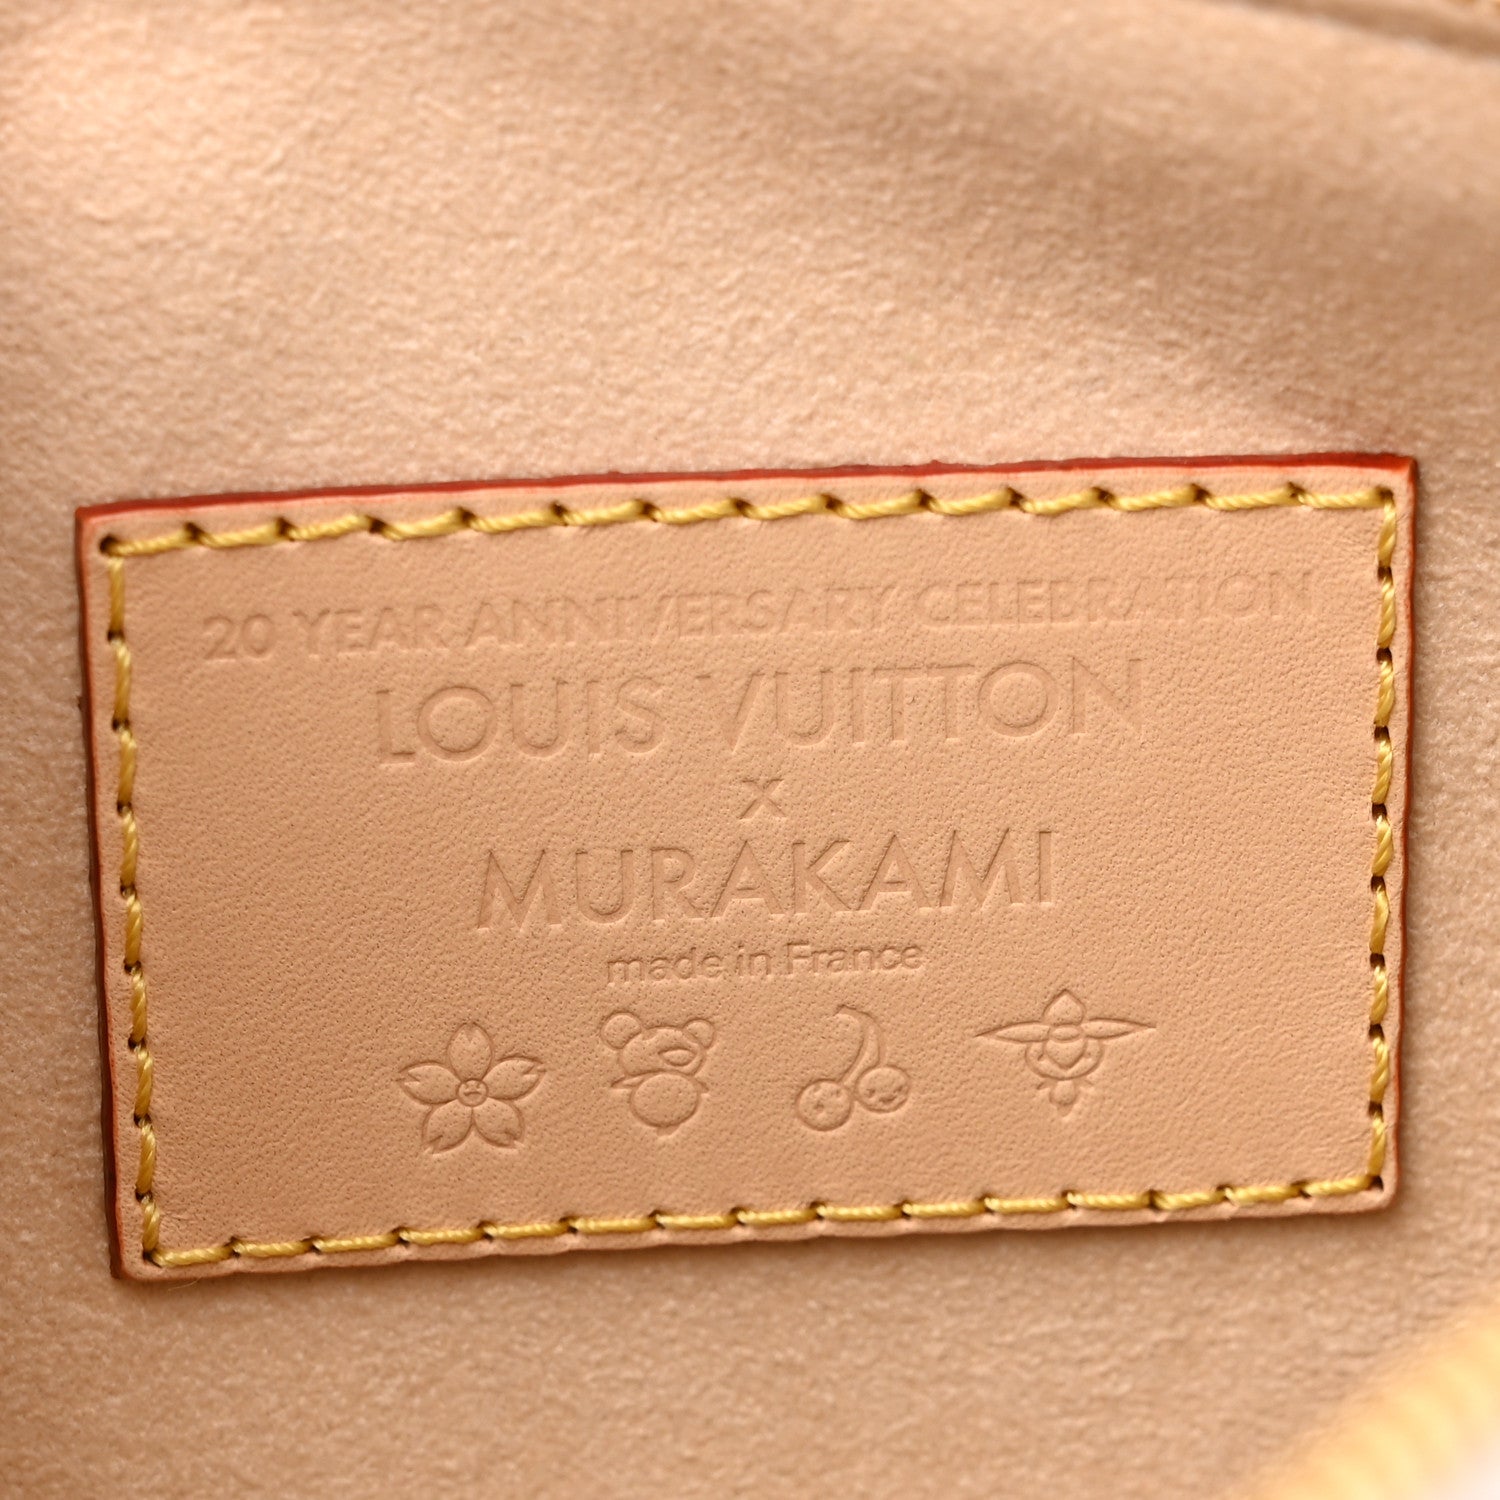 20 YEAR ANNIVERSARY CELEBRATION
LOUIS VUITTON
x
MURAKAMI
made in France